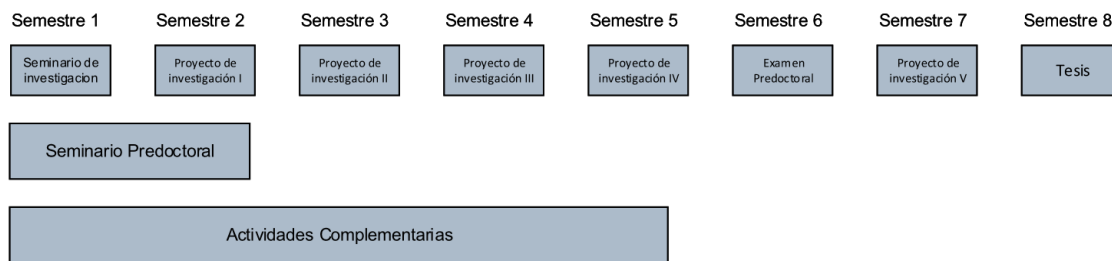 Semestre 1 Semestre 2 Semestre 3 Semestre 4 Semestre 5 Semestre 6 Semestre 7 Semestre 8
Seminario de
investigacion
Proyecto de
investigación I
Proyecto de
investigación II
Proyecto de
investigación III
Proyecto de
investigación IV
Examen
Predoctoral
Proyecto de
investigación V
Tesis
Seminario Predoctoral
Actividades Complementarias